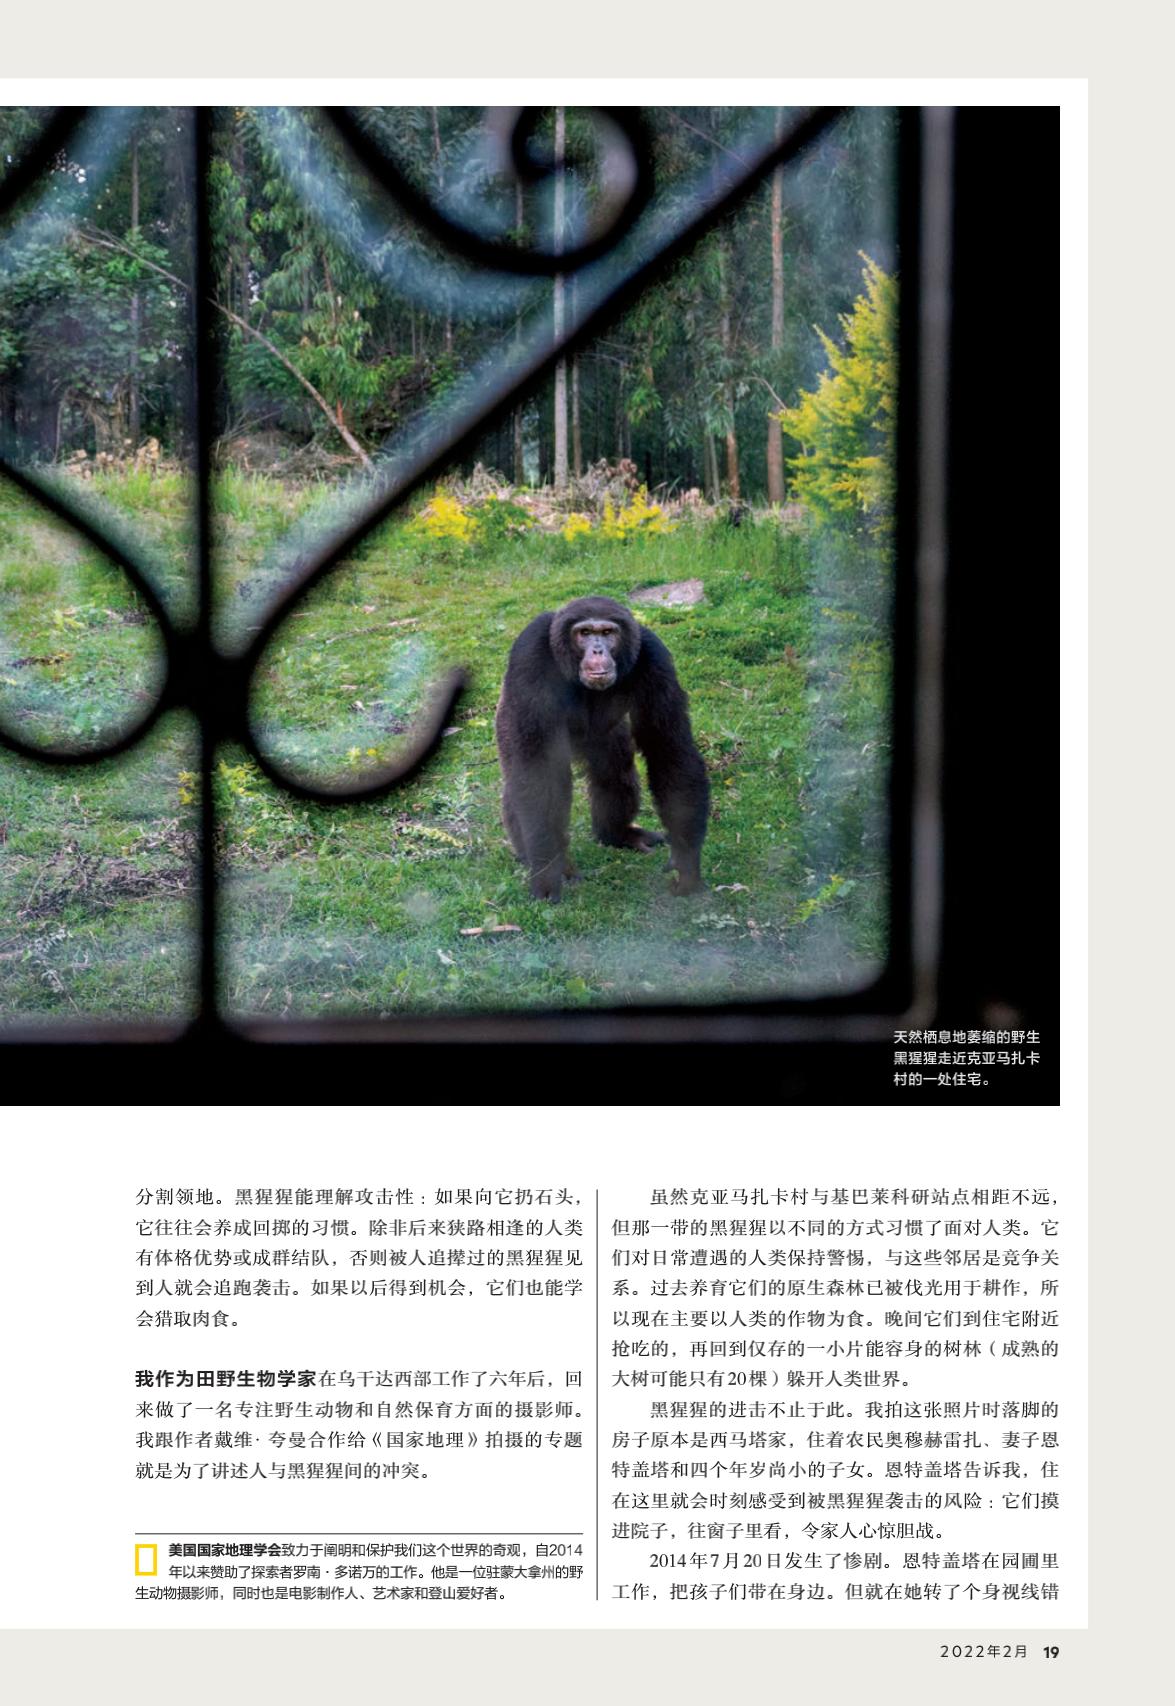 天然栖息地萎缩的野生
黑猩猩走近克亚马扎卡
村的一处住宅。
分割领地。黑猩猩能理解攻击性：如果向它扔石头，
它往往会养成回掷的习惯。除非后来狭路相逢的人类
有体格优势或成群结队，否则被人追撵过的黑猩猩见
到人就会追跑袭击。如果以后得到机会，它们也能学
会猎取肉食。
我作为田野生物学家在乌干达西部工作了六年后，回
来做了一名专注野生动物和自然保育方面的摄影师。
我跟作者戴维·夸曼合作给《国家地理》拍摄的专题
就是为了讲述人与黑猩猩间的冲突。
美国国家地理学会致力于阐明和保护我们这个世界的奇观，自2014
年以来赞助了探索者罗南·多诺万的工作。他是一位驻蒙大拿州的野
生动物摄影师，同时也是电影制作人、艺术家和登山爱好者。
虽然克亚马扎卡村与基巴莱科研站点相距不远，
但那一带的黑猩猩以不同的方式习惯了面对人类。它
们对日常遭遇的人类保持警惕，与这些邻居是竞争关
系。过去养育它们的原生森林已被伐光用于耕作，所
以现在主要以人类的作物为食。晚间它们到住宅附近
抢吃的，再回到仅存的一小片能容身的树林（成熟的
大树可能只有20棵）躲开人类世界。
黑猩猩的进击不止于此。我拍这张照片时落脚的
房子原本是西马塔家，住着农民奥穆赫雷扎、妻子恩
特盖塔和四个年岁尚小的子女。恩特盖塔告诉我，住
在这里就会时刻感受到被黑猩猩袭击的风险：它们摸
进院子，往窗子里看，令家人心惊胆战。
2014年7月20日发生了惨剧。恩特盖塔在园圃里
工作，把孩子们带在身边。但就在她转了个身视线错
2022年2月 19